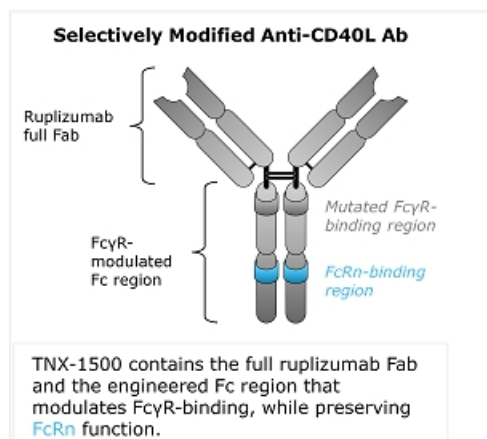 Selectively Modified Anti-CD40L Ab
Ruplizumab
full Fab
Mutated FcγR-
binding region
FcγR-
modulated
Fc region
FcRn-binding
region
TNX-1500 contains the full ruplizumab Fab
and the engineered Fc region that
modulates FcγR-binding, while preserving
FcRn function.